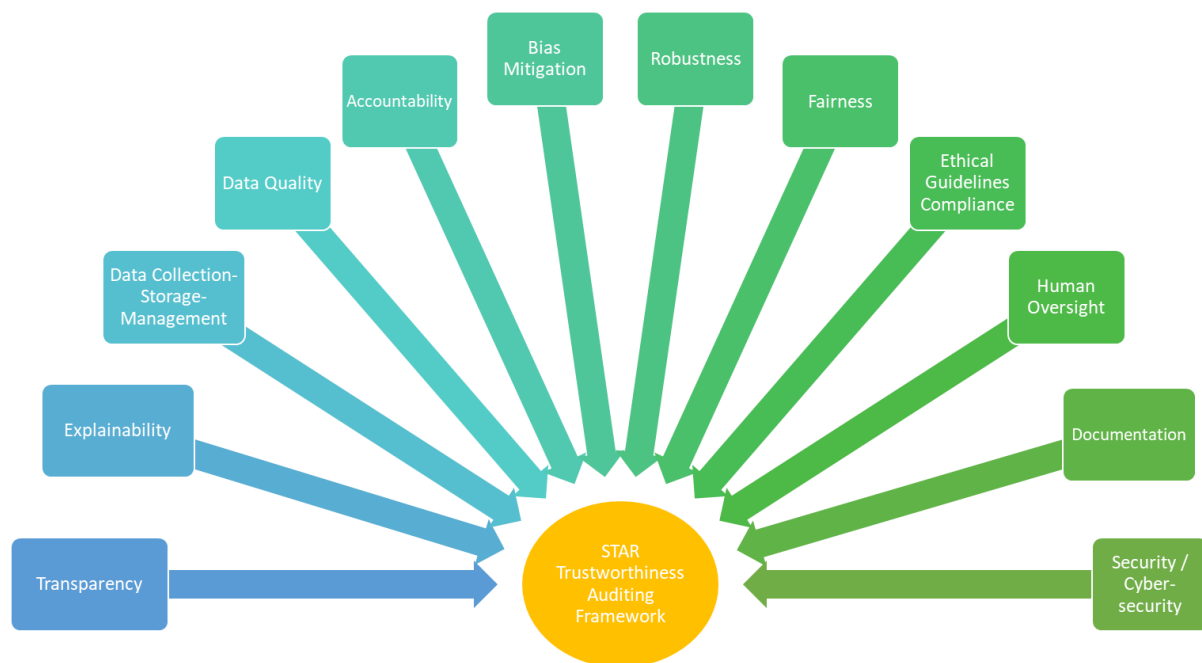 Transparency
Explainability
Data Collection-
Storage-
Management
Data Quality
Accountability
Bias
Mitigation
Robustness
Fairness
Ethical
Guidelines
Compliance
Human
Oversight
Documentation
Security /
Cyber-
security
STAR
Trustworthiness
Auditing
Framework